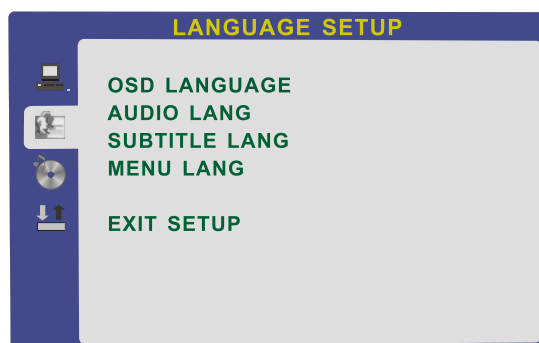 LANGUAGE SETUP
OSD LANGUAGE
AUDIO LANG
SUBTITLE LANG
MENU LANG
EXIT SETUP